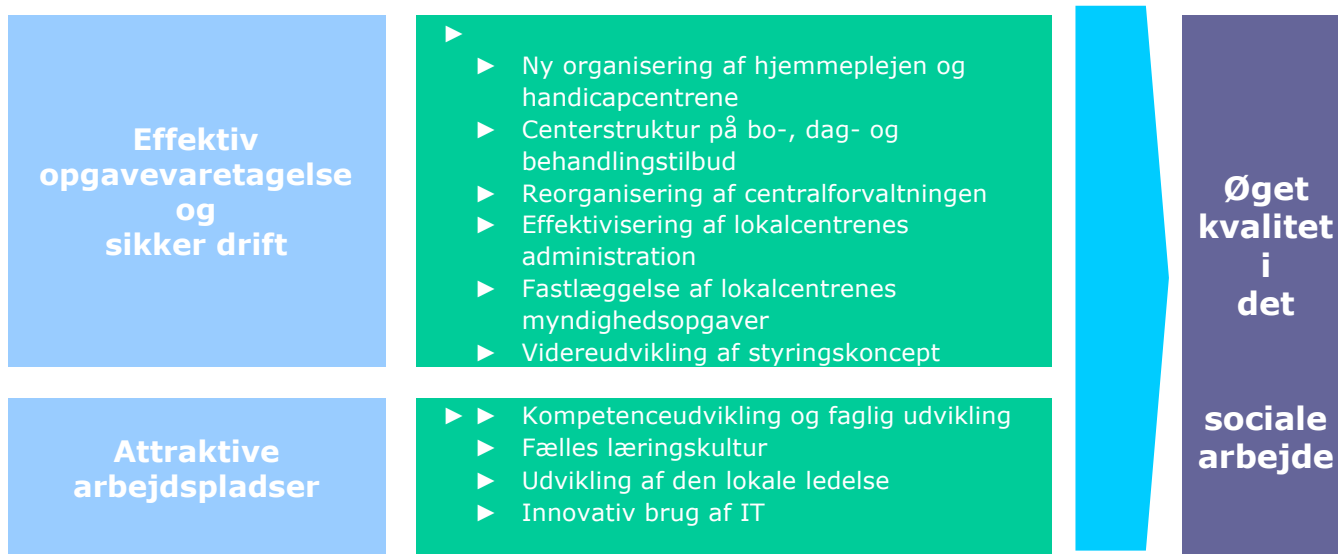 Effektiv
opgavevaretagelse
og
sikker drift
►
► Ny organisering af hjemmeplejen og
handicapcentrene
► Centerstruktur på bo-, dag- og
behandlingstilbud
► Reorganisering af centralforvaltningen
► Effektivisering af lokalcentrenes
administration
► Fastlæggelse af lokalcentrenes
myndighedsopgaver
► Videreudvikling af styringskoncept
Attraktive
arbejdspladser
► ► Kompetenceudvikling og faglig udvikling
► Fælles læringskultur
► Udvikling af den lokale ledelse
► Innovativ brug af IT
Øget
kvalitet
i
det
sociale
arbejde